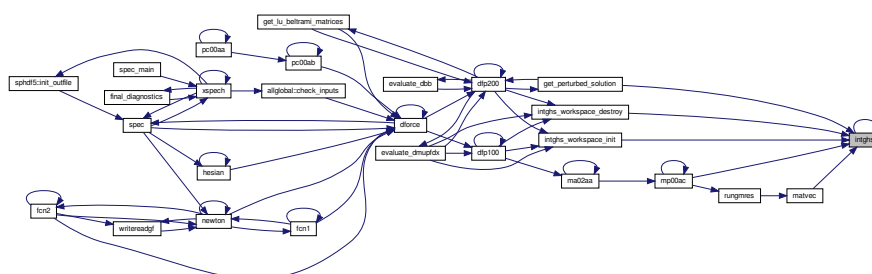 get_lu_beltrami_matrices
pc00aa
pc00ab
spec_main
sphdf5::init_outfile
xspech
evaluate_dbb
dfp200
get_perturbed_solution
final_diagnostics
allglobal::check_inputs
intghs_workspace_destroy
spec
dforce
intghs_workspace_init
intghs
evaluate_dmupfdx
dfp100
hesian
ma02aa
mp00ac
rungmres
matvec
fcn2
newton
writereadgf
fcn1